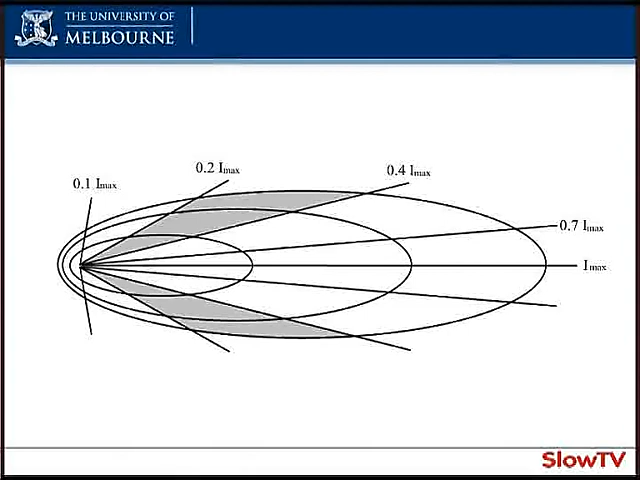 THE UNIVERSITY OF
MELBOURNE
0.1 Imax
0.2 Imax
0.4 Imax
0.7 Imax
Imax
SlowTV